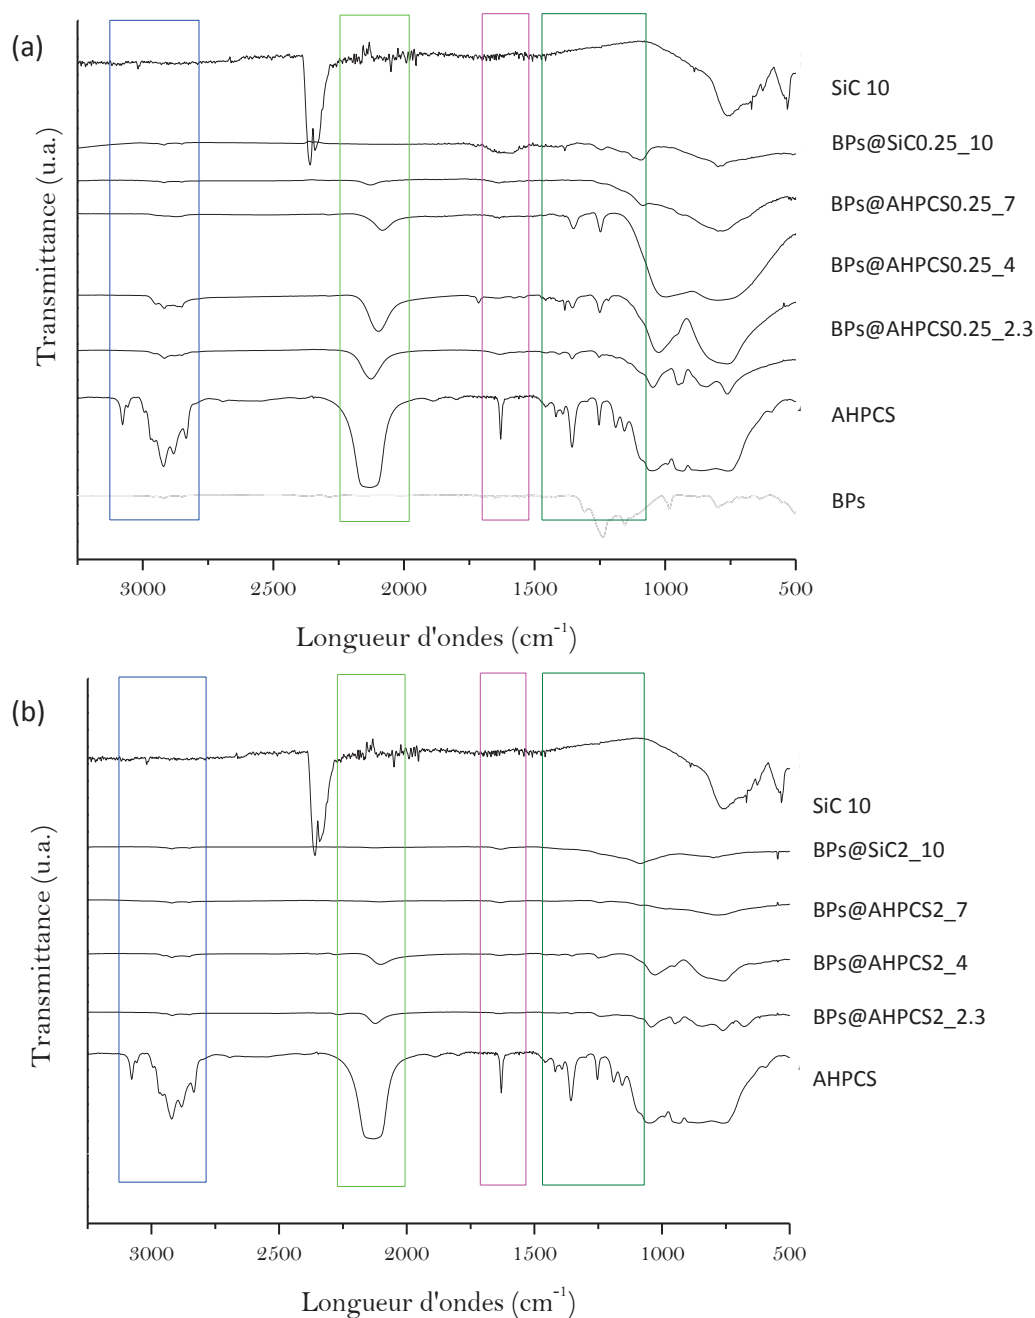 (a)
Transmittance (u.a.)
SiC 10
BPs@SiC0.25_10
BPs@AHPCS0.25_7
BPs@AHPCS0.25_4
BPs@AHPCS0.25_2.3
AHPCS
BPs
3000 2500 2000 1500 1000 500
Longueur d'ondes (cm⁻¹)
(b)
Transmittance (u.a.)
SiC 10
BPs@SiC2_10
BPs@AHPCS2_7
BPs@AHPCS2_4
BPs@AHPCS2_2.3
AHPCS
3000 2500 2000 1500 1000 500
Longueur d'ondes (cm⁻¹)